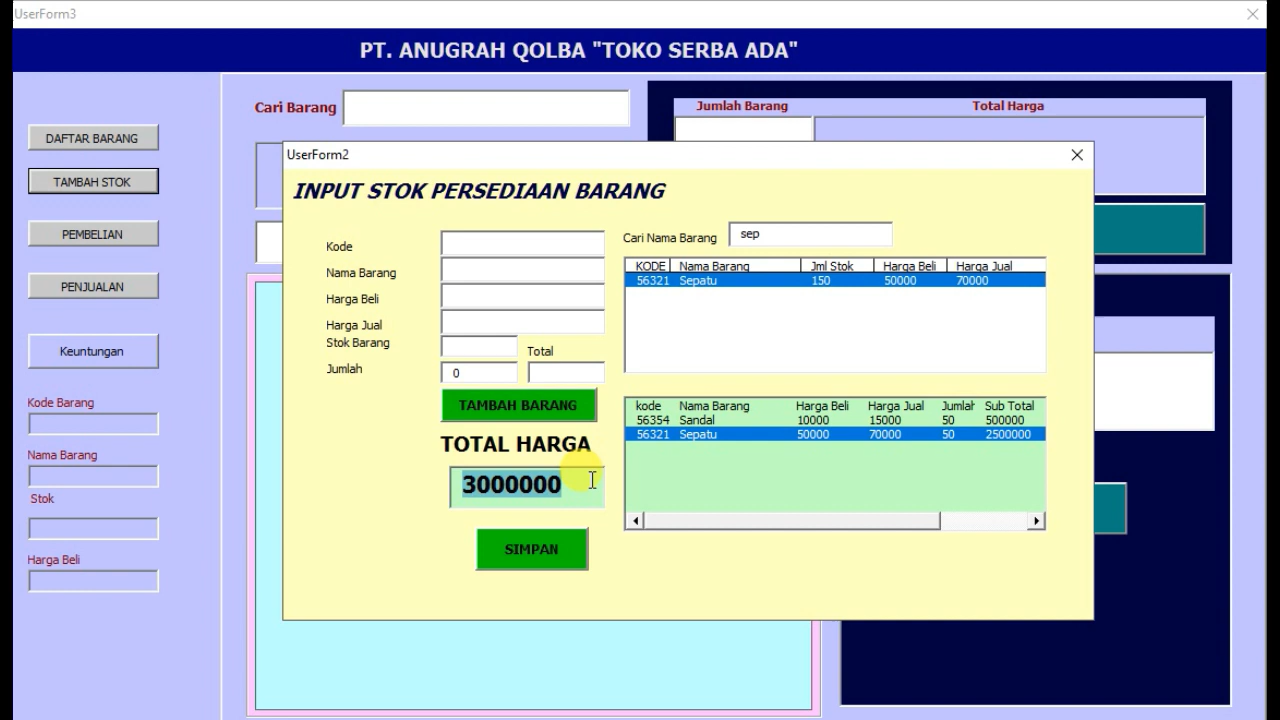 UserForm3
PT. ANUGRAH QOLBA "TOKO SERBA ADA"
DAFTAR BARANG
TAMBAH STOK
PEMBELIAN
PENJUALAN
Keuntungan
Kode Barang
Nama Barang
Stok
Harga Beli
Cari Barang
Jumlah Barang Total Harga
UserForm2
INPUT STOK PERSEDIAAN BARANG
Kode
Nama Barang
Harga Beli
Harga Jual
Stok Barang
Total
Jumlah 0
TAMBAH BARANG
TOTAL HARGA
3000000
SIMPAN
Cari Nama Barang sep
KODE Nama Barang Jml Stok Harga Beli Harga Jual
56321 Sepatu 150 50000 70000
kode Nama Barang Harga Beli Harga Jual Jumlah Sub Total
56354 Sandal 10000 15000 50 500000
56321 Sepatu 50000 70000 50 2500000